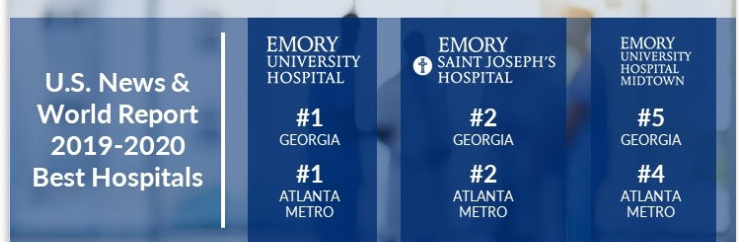 U.S. News &
World Report
2019-2020
Best Hospitals
EMORY
UNIVERSITY
HOSPITAL
#1
GEORGIA
#1
ATLANTA
METRO
EMORY
SAINT JOSEPH'S
HOSPITAL
#2
GEORGIA
#2
ATLANTA
METRO
EMORY
UNIVERSITY
HOSPITAL
MIDTOWN
#5
GEORGIA
#4
ATLANTA
METRO